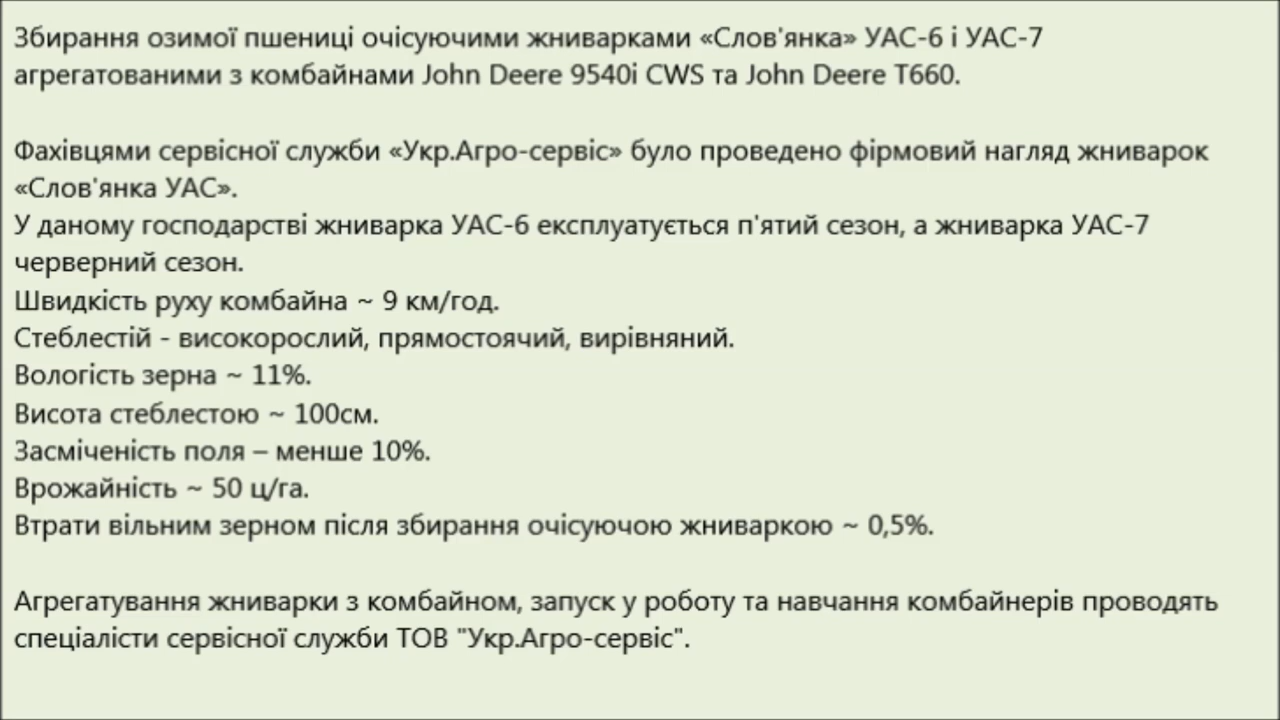 Збирання озимої пшениці очісуючими жниварками «Слов'янка» УАС-6 і УАС-7
агрегатованими з комбайнами John Deere 9540i CWS та John Deere T660.
Фахівцями сервісної служби «Укр.Агро-сервіс» було проведено фірмовий нагляд жниварок
«Слов'янка УАС».
У даному господарстві жниварка УАС-6 експлуатується п'ятий сезон, а жниварка УАС-7
черверний сезон.
Швидкість руху комбайна ~ 9 км/год.
Стеблестій - високорослий, прямостоячий, вирівняний.
Вологість зерна ~ 11%.
Висота стеблестою ~ 100см.
Засміченість поля – менше 10%.
Врожайність ~ 50 ц/га.
Втрати вільним зерном після збирання очісуючою жниваркою ~ 0,5%.
Агрегатування жниварки з комбайном, запуск у роботу та навчання комбайнерів проводять
спеціалісти сервісної служби ТОВ "Укр.Агро-сервіс".